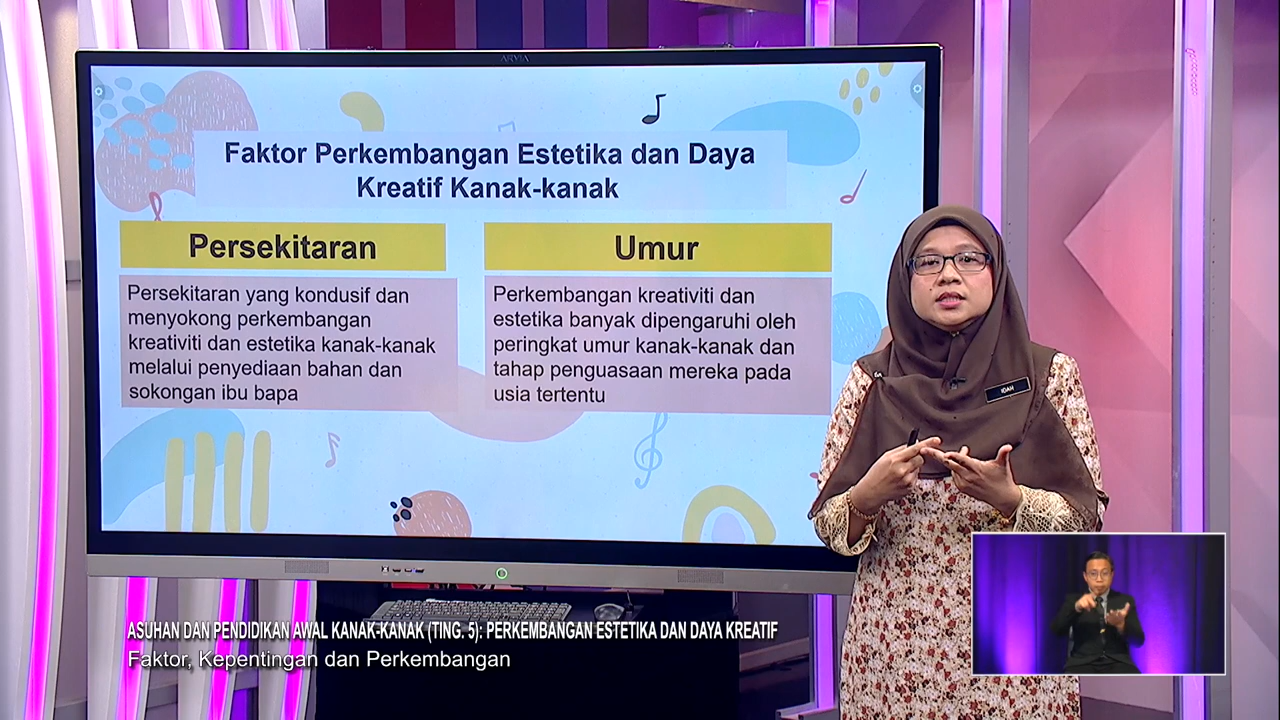 ARVIA
Faktor Perkembangan Estetika dan Daya
Kreatif Kanak-kanak
Persekitaran
Persekitaran yang kondusif dan
menyokong perkembangan
kreativiti dan estetika kanak-kanak
melalui penyediaan bahan dan
sokongan ibu bapa
Umur
Perkembangan kreativiti dan
estetika banyak dipengaruhi oleh
peringkat umur kanak-kanak dan
tahap penguasaan mereka pada
usia tertentu
IDAH
ASUHAN DAN PENDIDIKAN AWAL KANAK-KANAK (TING. 5): PERKEMBANGAN ESTETIKA DAN DAYA KREATIF
Faktor, Kepentingan dan Perkembangan